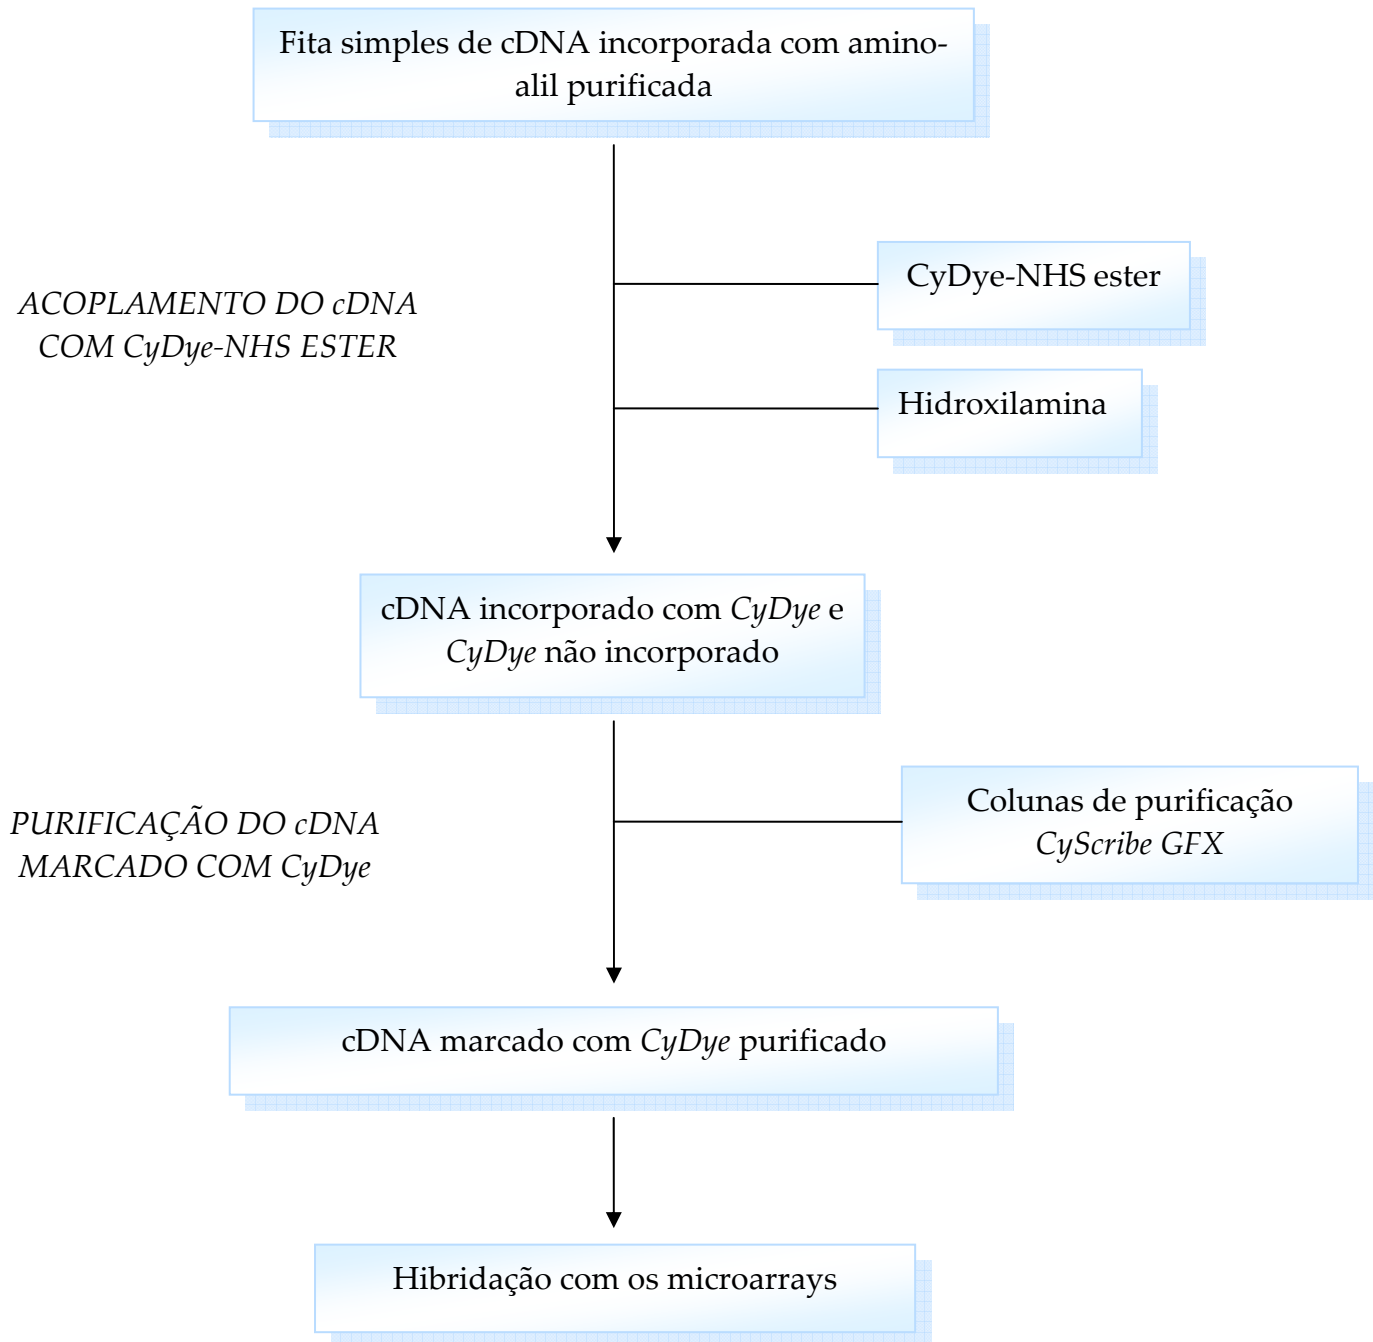 Fita simples de cDNA incorporada com amino-
alil purificada
CyDye-NHS ester
ACOPLAMENTO DO cDNA
COM CyDye-NHS ESTER
Hidroxilamina
cDNA incorporado com CyDye e
CyDye não incorporado
Colunas de purificação
CyScribe GFX
PURIFICAÇÃO DO cDNA
MARCADO COM CyDye
cDNA marcado com CyDye purificado
Hibridação com os microarrays